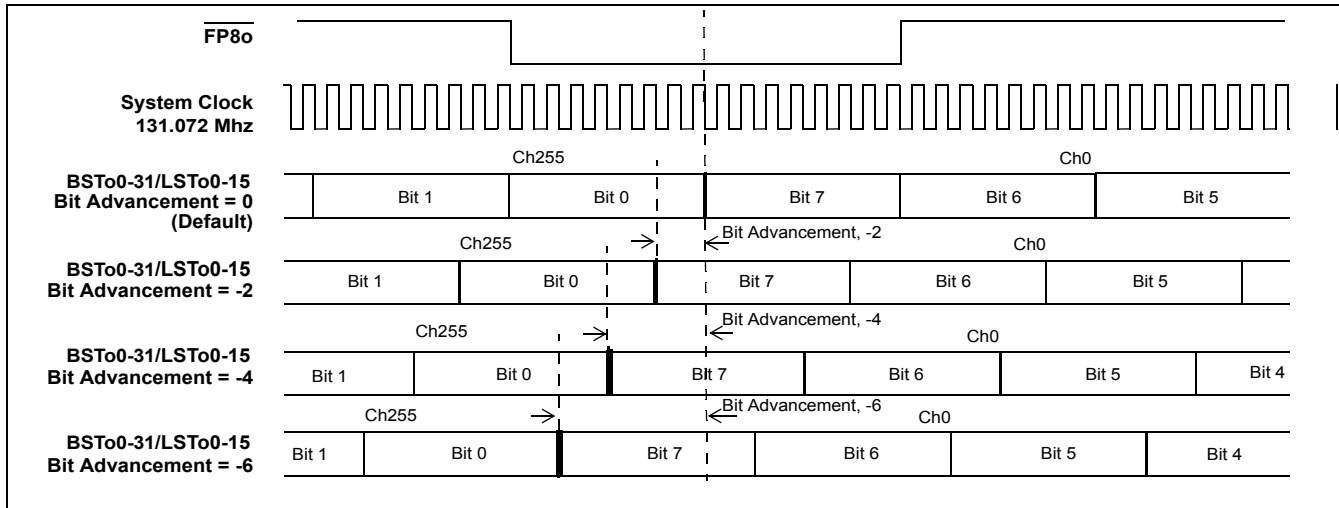 FP8o
System Clock
131.072 Mhz
Ch255 Ch0
BSTo0-31/LSTo0-15
Bit Advancement = 0
(Default)
Bit 1 Bit 0 Bit 7 Bit 6 Bit 5
Bit Advancement, -2
Ch255 Ch0
BSTo0-31/LSTo0-15
Bit Advancement = -2
Bit 1 Bit 0 Bit 7 Bit 6 Bit 5
Bit Advancement, -4
Ch255 Ch0
BSTo0-31/LSTo0-15
Bit Advancement = -4
Bit 1 Bit 0 Bit 7 Bit 6 Bit 5 Bit 4
Bit Advancement, -6
Ch255 Ch0
BSTo0-31/LSTo0-15
Bit Advancement = -6
Bit 1 Bit 0 Bit 7 Bit 6 Bit 5 Bit 4